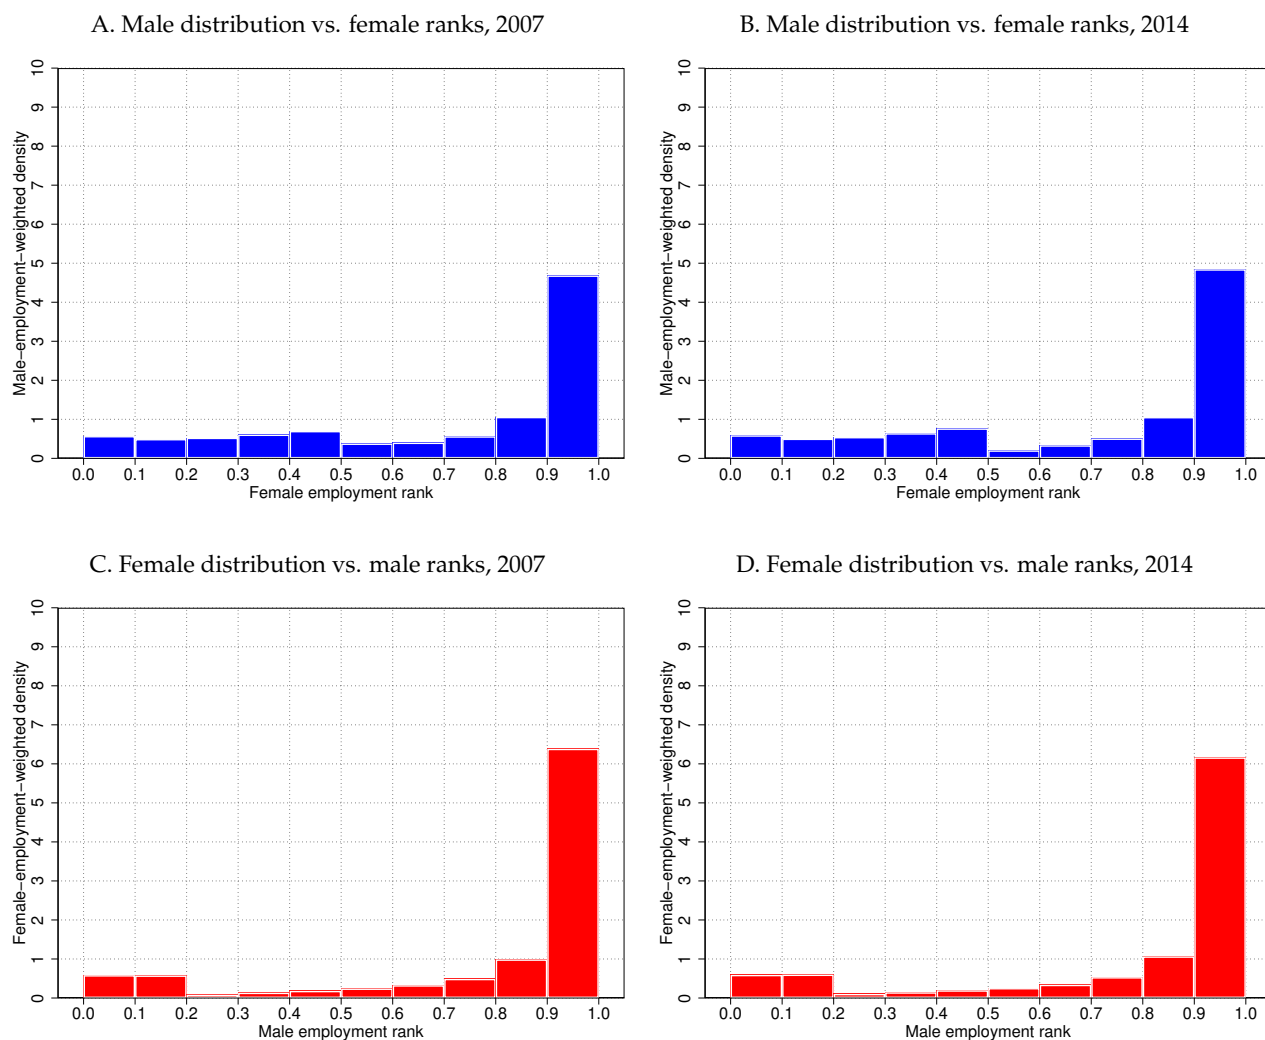 A. Male distribution vs. female ranks, 2007
Male−employment−weighted density
0 1 2 3 4 5 6 7 8 9 10
0.0 0.1 0.2 0.3 0.4 0.5 0.6 0.7 0.8 0.9 1.0
Female employment rank
B. Male distribution vs. female ranks, 2014
Male−employment−weighted density
0 1 2 3 4 5 6 7 8 9 10
0.0 0.1 0.2 0.3 0.4 0.5 0.6 0.7 0.8 0.9 1.0
Female employment rank
C. Female distribution vs. male ranks, 2007
Female−employment−weighted density
0 1 2 3 4 5 6 7 8 9 10
0.0 0.1 0.2 0.3 0.4 0.5 0.6 0.7 0.8 0.9 1.0
Male employment rank
D. Female distribution vs. male ranks, 2014
Female−employment−weighted density
0 1 2 3 4 5 6 7 8 9 10
0.0 0.1 0.2 0.3 0.4 0.5 0.6 0.7 0.8 0.9 1.0
Male employment rank